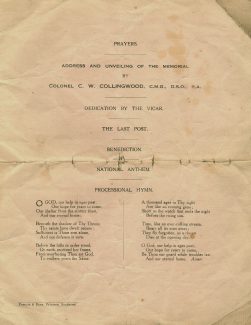 PRAYERS
ADDRESS AND UNVEILING OF THE MEMORIAL
BY
COLONEL C. W. COLLINGWOOD, C.M.G., D.S.O., R.A.
DEDICATION BY THE VICAR.
THE LAST POST.
BENEDICTION
NATIONAL ANTHEM
PROCESSIONAL HYMN.
O GOD, our help in ages past,
Our hope for years to come,
Our shelter from the stormy blast,
And our eternal home;
Beneath the shadow of Thy Throne
Thy saints have dwelt secure;
Sufficient is Thine arm alone,
And our defence is sure.
Before the hills in order stood,
Or earth received her frame,
From everlasting Thou art God,
To endless years the Same.
A thousand ages in Thy sight
Are like an evening gone;
Short as the watch that ends the night
Before the rising sun.
Time, like an ever-rolling stream,
Bears all its sons away;
They fly forgotten, as a dream
Dies at the opening day.
O God, our help in ages past,
Our hope for years to come,
Be Thou our guard while troubles last,
And our eternal home. Amen